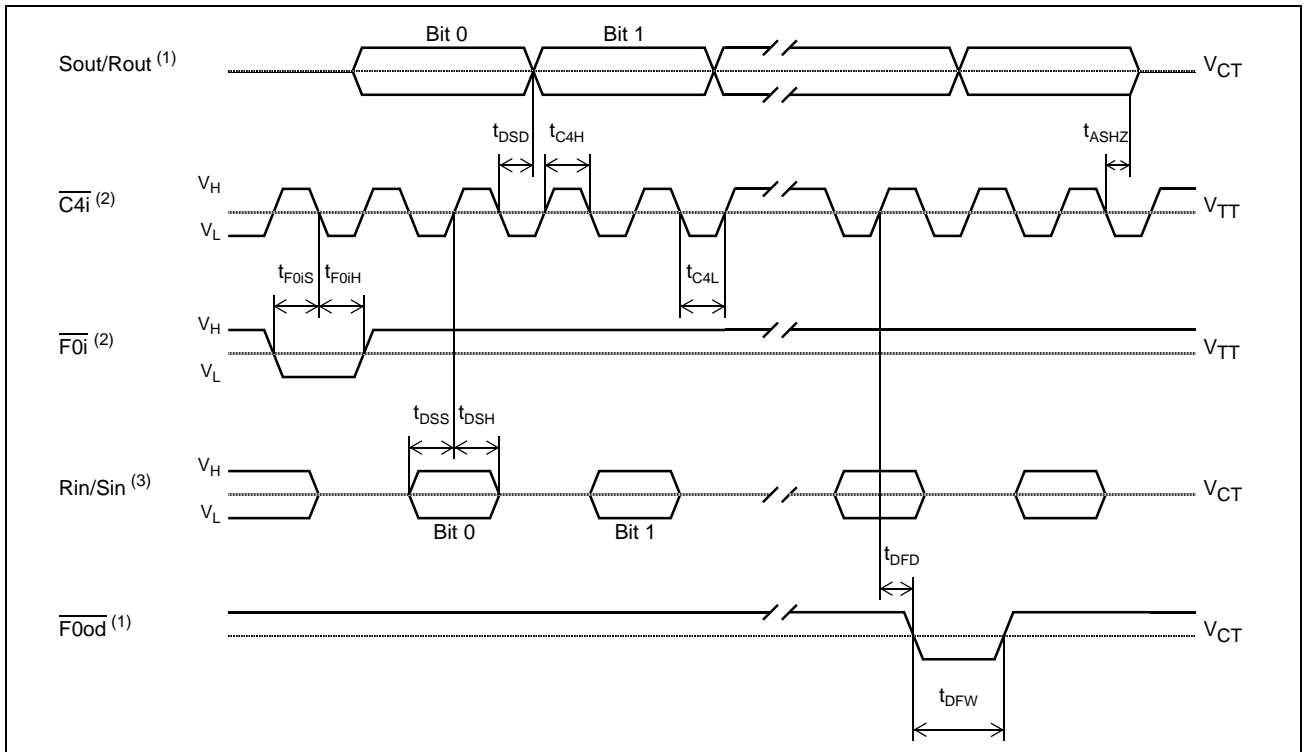 Bit 0 Bit 1
Sout/Rout (1) VCT
tDSD tC4H tASHZ
VH
C4i (2) VTT
VL
tF0iS tF0iH tC4L
VH
F0i (2) VTT
VL
tDSS tDSH
VH
Rin/Sin (3) VCT
VL
Bit 0 Bit 1
tDFD
F0od (1) VCT
tDFW